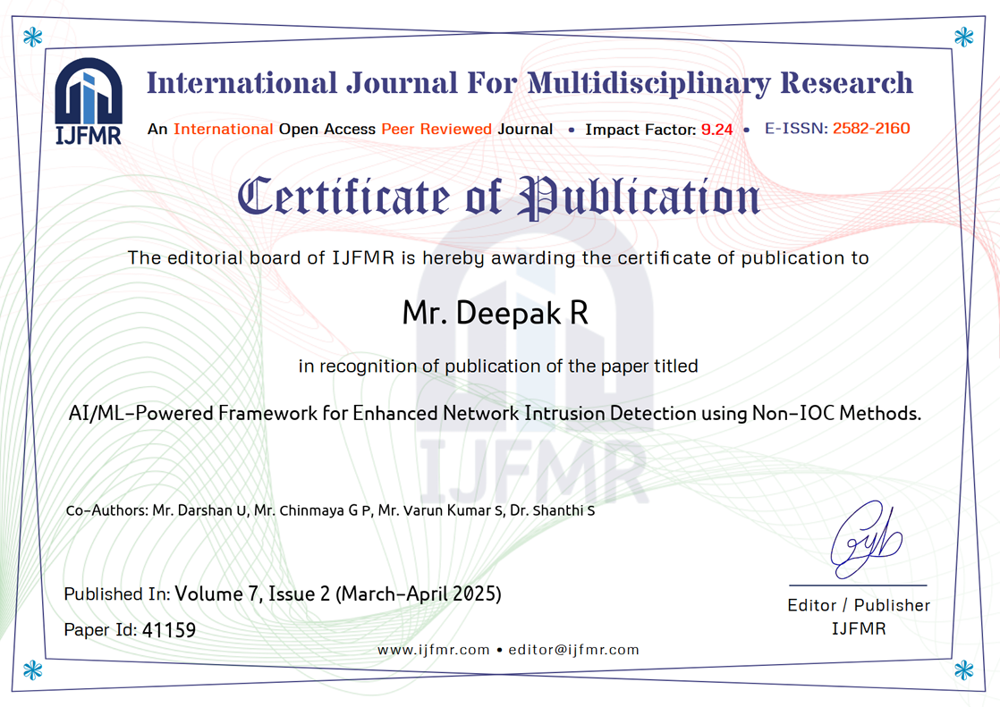 International Journal For Multidisciplinary Research
IJFMR
An International Open Access Peer Reviewed Journal • Impact Factor: 9.24 • E-ISSN: 2582-2160
Certificate of Publication
The editorial board of IJFMR is hereby awarding the certificate of publication to
Mr. Deepak R
in recognition of publication of the paper titled
AI/ML-Powered Framework for Enhanced Network Intrusion Detection using Non-IOC Methods.
IJFMR
Co-Authors: Mr. Darshan U, Mr. Chinmaya G P, Mr. Varun Kumar S, Dr. Shanthi S
Published In: Volume 7, Issue 2 (March-April 2025)
Editor / Publisher
IJFMR
Paper Id: 41159
www.ijfmr.com • editor@ijfmr.com